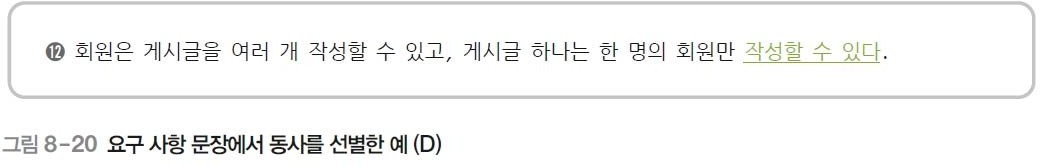 ⓬ 회원은 게시글을 여러 개 작성할 수 있고, 게시글 하나는 한 명의 회원만 작성할 수 있다.
그림 8-20 요구 사항 문장에서 동사를 선별한 예 (D)